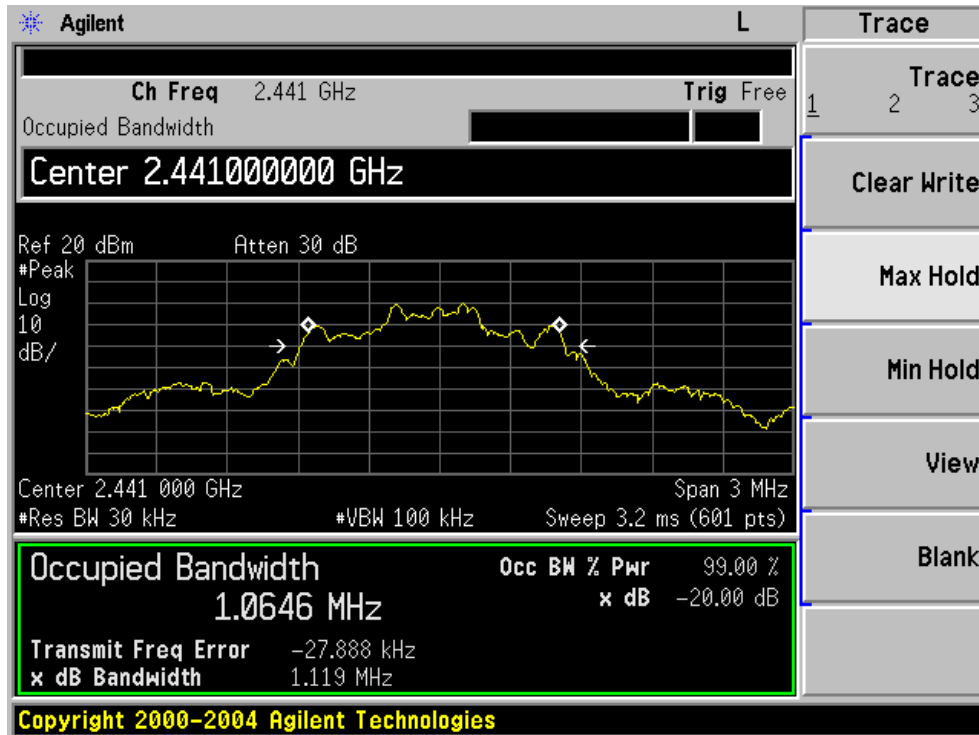 Agilent L Trace
Ch Freq 2.441 GHz Trig Free
Occupied Bandwidth
Center 2.441000000 GHz
Ref 20 dBm Atten 30 dB
#Peak
Log
10
dB/
Center 2.441 000 GHz Span 3 MHz
#Res BW 30 kHz #VBW 100 kHz Sweep 3.2 ms (601 pts)
Occupied Bandwidth
1.0646 MHz
Occ BW % Pwr 99.00 %
x dB -20.00 dB
Transmit Freq Error -27.888 kHz
x dB Bandwidth 1.119 MHz
Trace
1 2 3
Clear Write
Max Hold
Min Hold
View
Blank
Copyright 2000-2004 Agilent Technologies